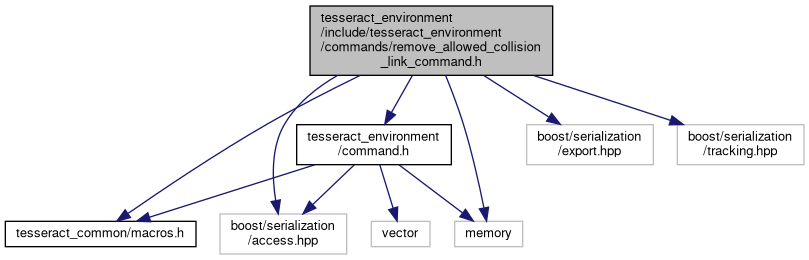 tesseract_environment
/include/tesseract_environment
/commands/remove_allowed_collision
_link_command.h
tesseract_environment
/command.h
boost/serialization
/export.hpp
boost/serialization
/tracking.hpp
tesseract_common/macros.h
boost/serialization
/access.hpp
vector
memory